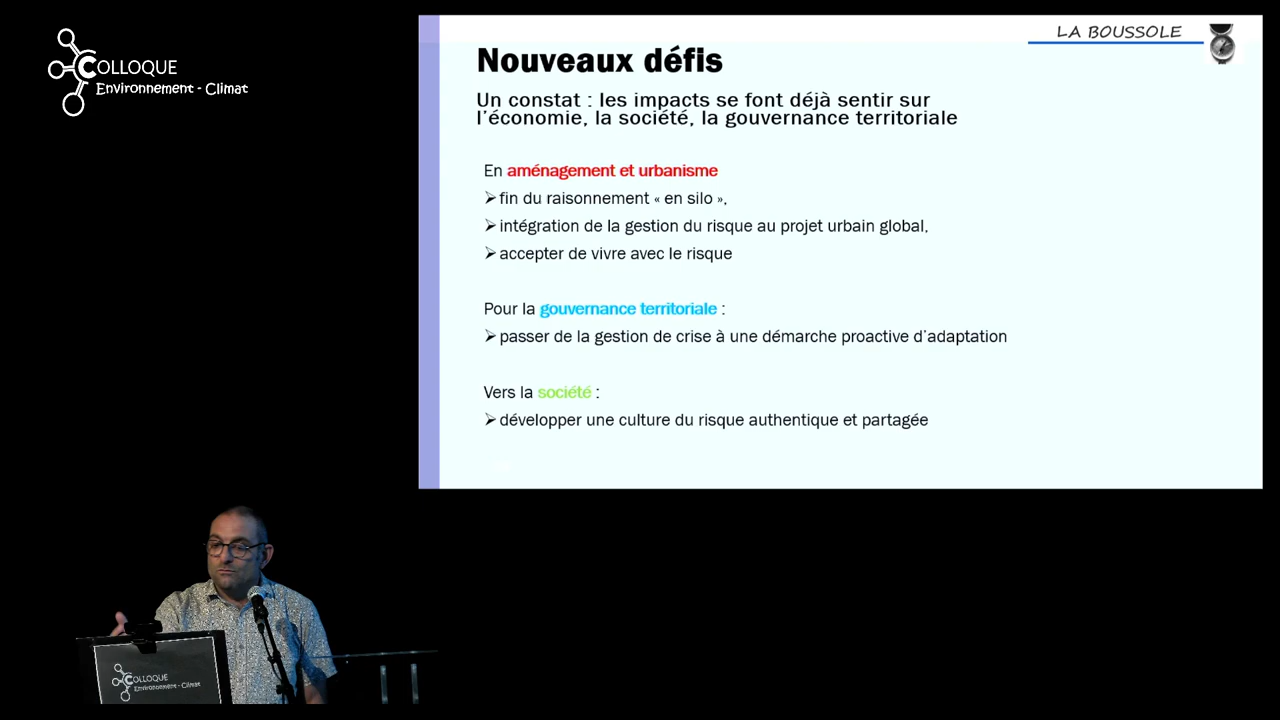 COLLOQUE
Environnement - Climat
LA BOUSSOLE
Nouveaux défis
Un constat : les impacts se font déjà sentir sur
l'économie, la société, la gouvernance territoriale
En aménagement et urbanisme
➢ fin du raisonnement « en silo »,
➢ intégration de la gestion du risque au projet urbain global,
➢ accepter de vivre avec le risque
Pour la gouvernance territoriale :
➢ passer de la gestion de crise à une démarche proactive d'adaptation
Vers la société :
➢ développer une culture du risque authentique et partagée
COLLOQUE
Environnement - Climat